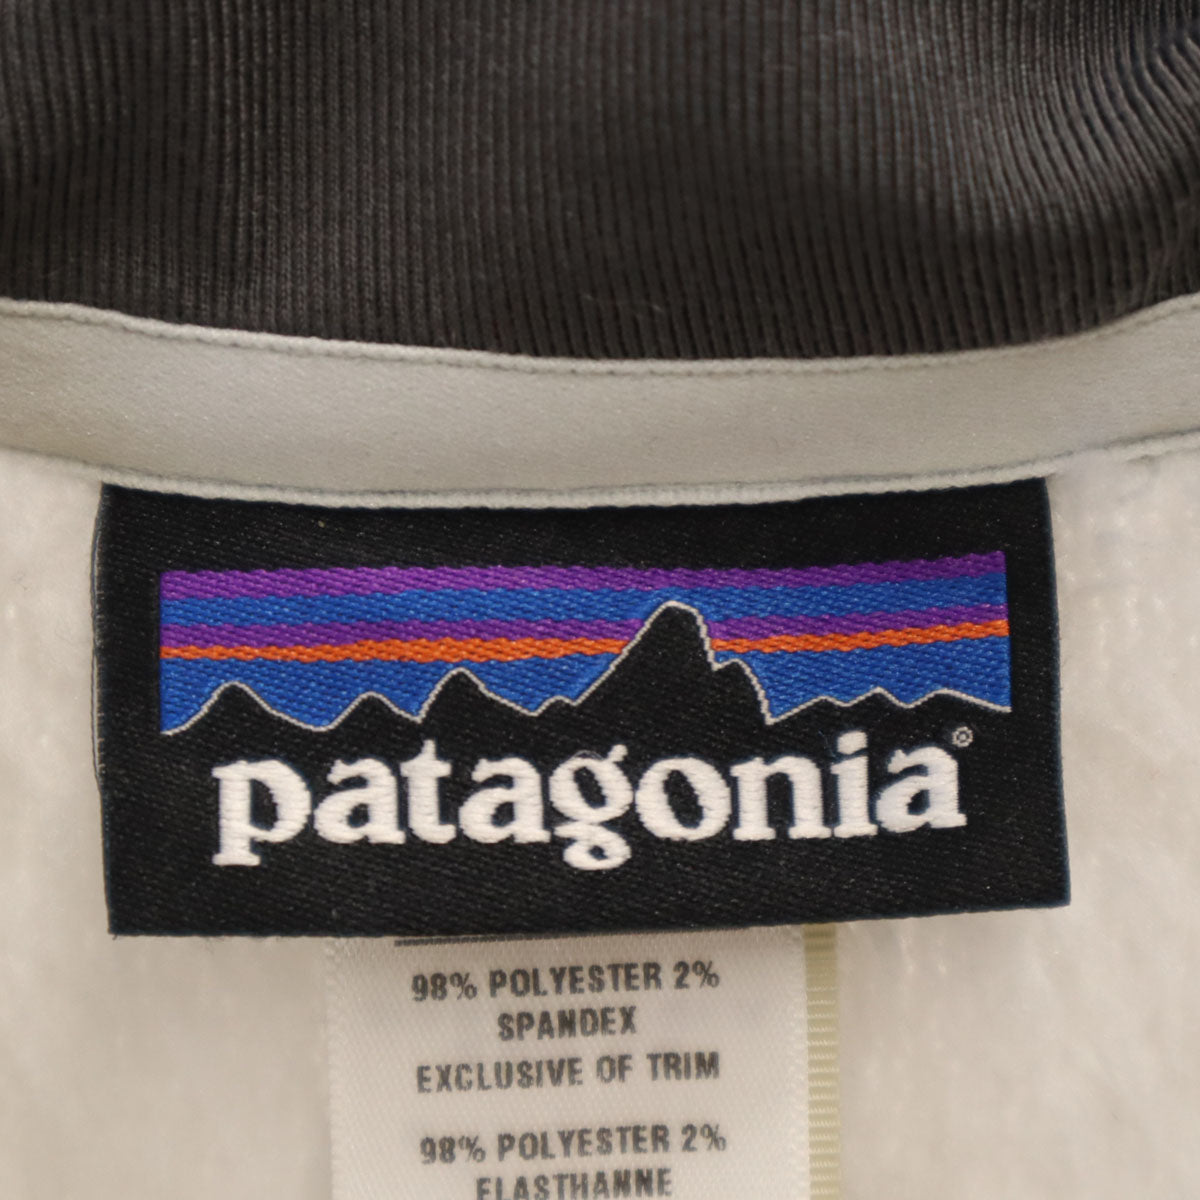 patagonia®
98% POLYESTER 2%
SPANDEX
EXCLUSIVE OF TRIM
98% POLYESTER 2%
ELASTHANNE